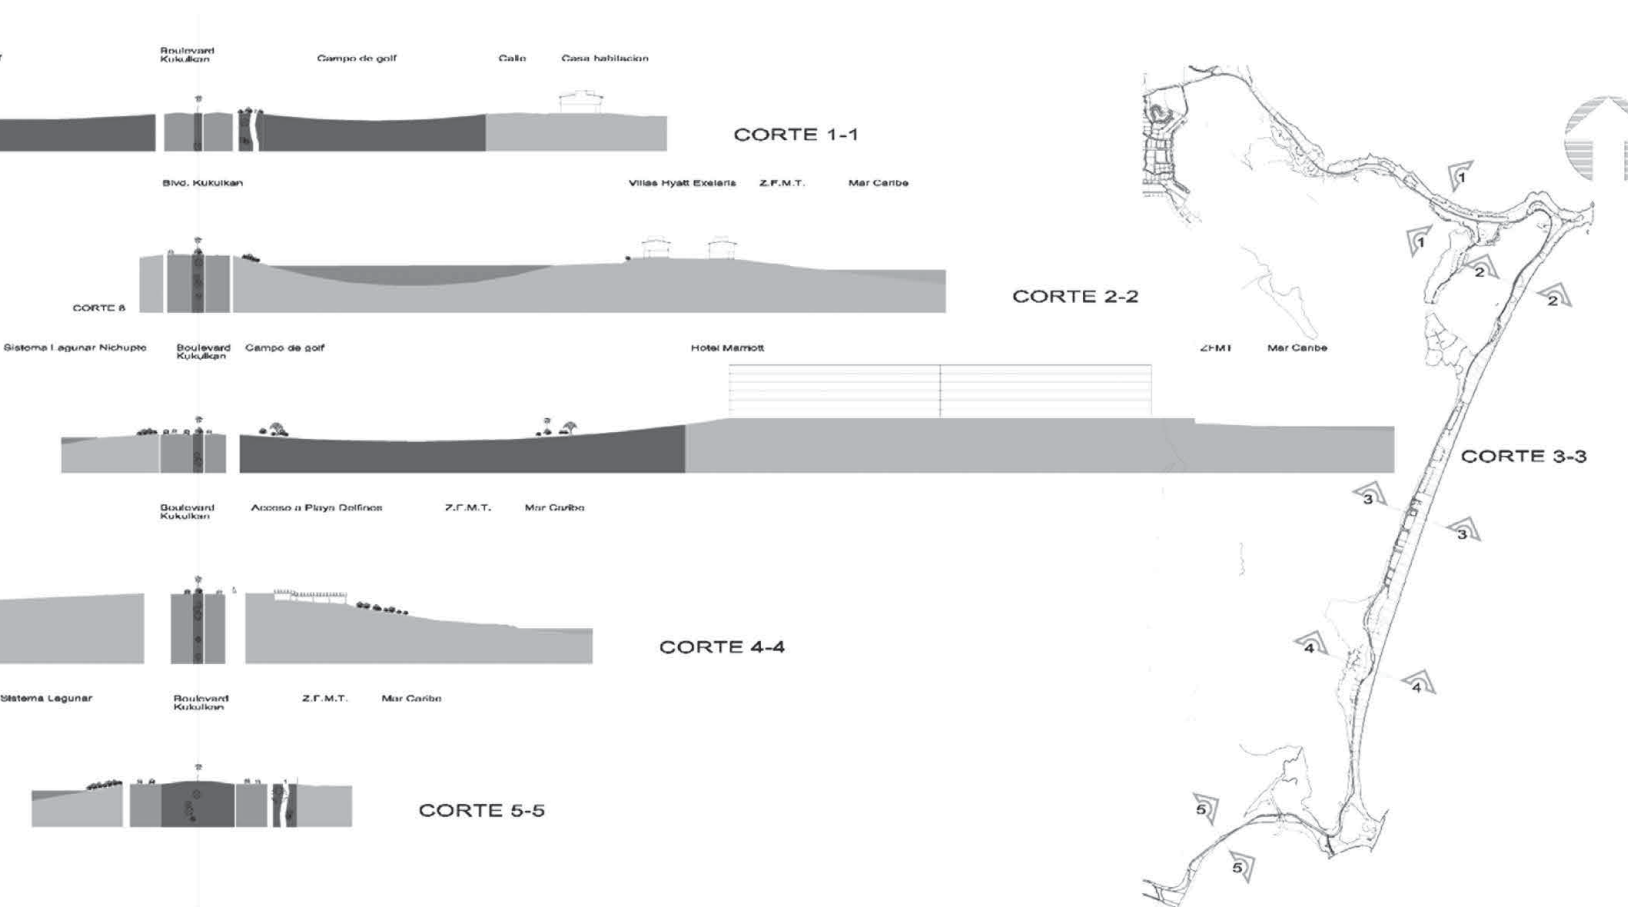 Boulevard
Kukulkan
Campo de golf
Calle
Casa habitacion
CORTE 1-1
Blvd. Kukulkan
Villas Hyatt Exelaris
Z.F.M.T.
Mar Caribe
CORTE 6
CORTE 2-2
Sistema Lagunar Nichupte
Boulevard
Kukulkan
Campo de golf
Hotel Marriott
ZFMT
Mar Caribe
CORTE 3-3
Boulevard
Kukulkan
Acceso a Playa Delfines
Z.F.M.T.
Mar Caribe
CORTE 4-4
Sistema Lagunar
Boulevard
Kukulkan
Z.F.M.T.
Mar Caribe
CORTE 5-5
1
1
2
2
3
3
4
4
5
5